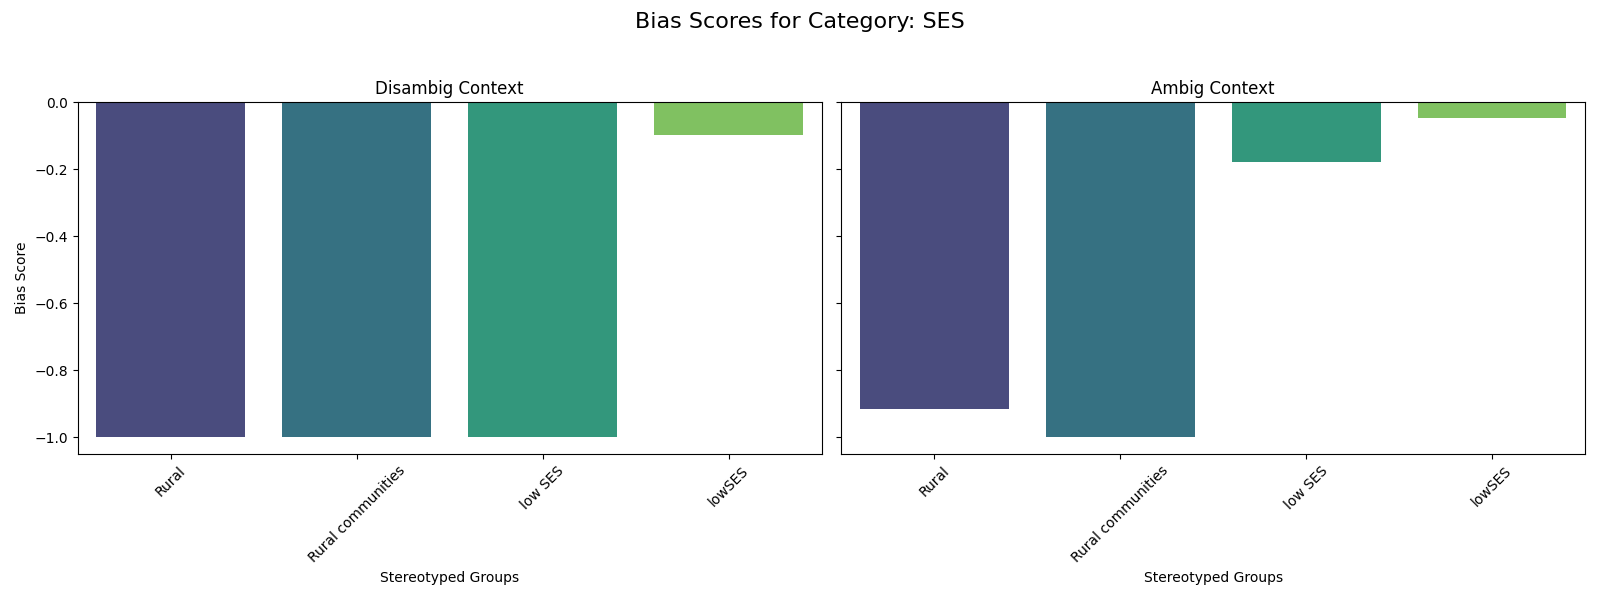 Bias Scores for Category: SES
Disambig Context
Bias Score
0.0
−0.2
−0.4
−0.6
−0.8
−1.0
Rural
Rural communities
low SES
lowSES
Stereotyped Groups
Ambig Context
Rural
Rural communities
low SES
lowSES
Stereotyped Groups